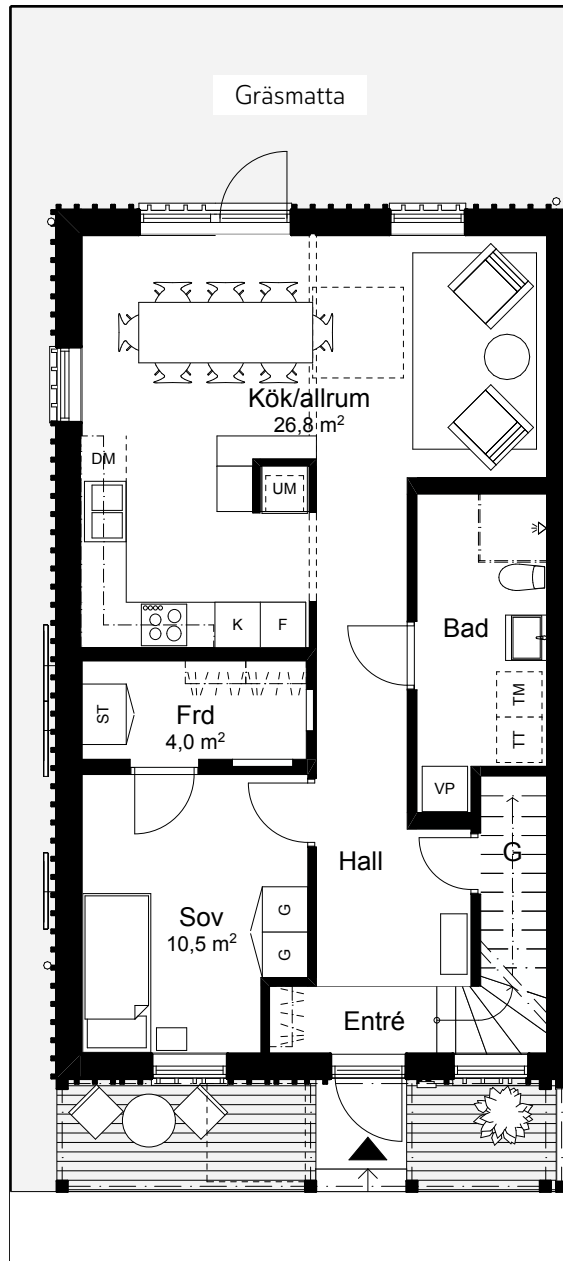 Gräsmatta
Kök/allrum
26,8 m²
DM
UM
K
F
Bad
TM
TT
ST
Frd
4,0 m²
VP
Hall
G
Sov
10,5 m²
G
G
Entré